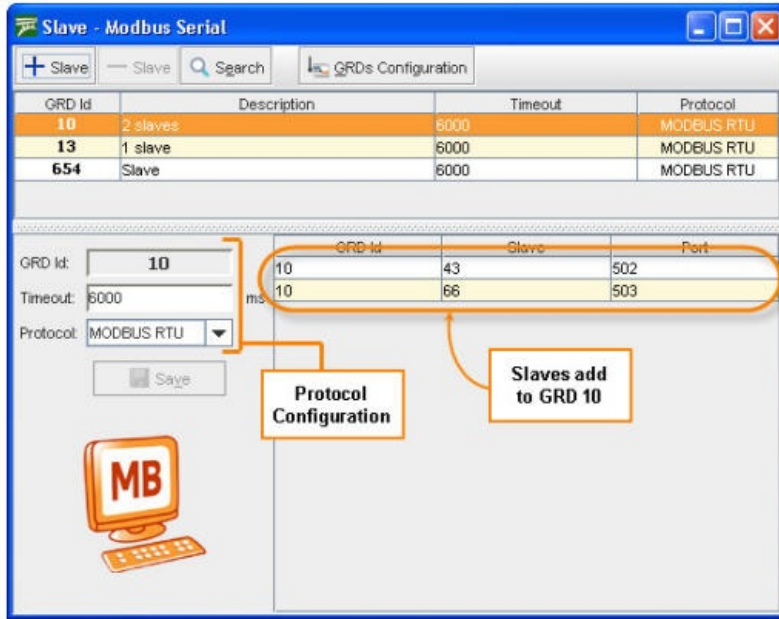 Slave - Modbus Serial
Slave Slave Search GRDs Configuration
GRD Id Description Timeout Protocol
10 2 slaves 6000 MODBUS RTU
13 1 slave 6000 MODBUS RTU
654 Slave 6000 MODBUS RTU
GRD Id Slave Port
GRD Id: 10
10 43 502
Timeout: 6000 ms
10 66 503
Protocol: MODBUS RTU
Save
Protocol
Configuration
Slaves add
to GRD 10
MB